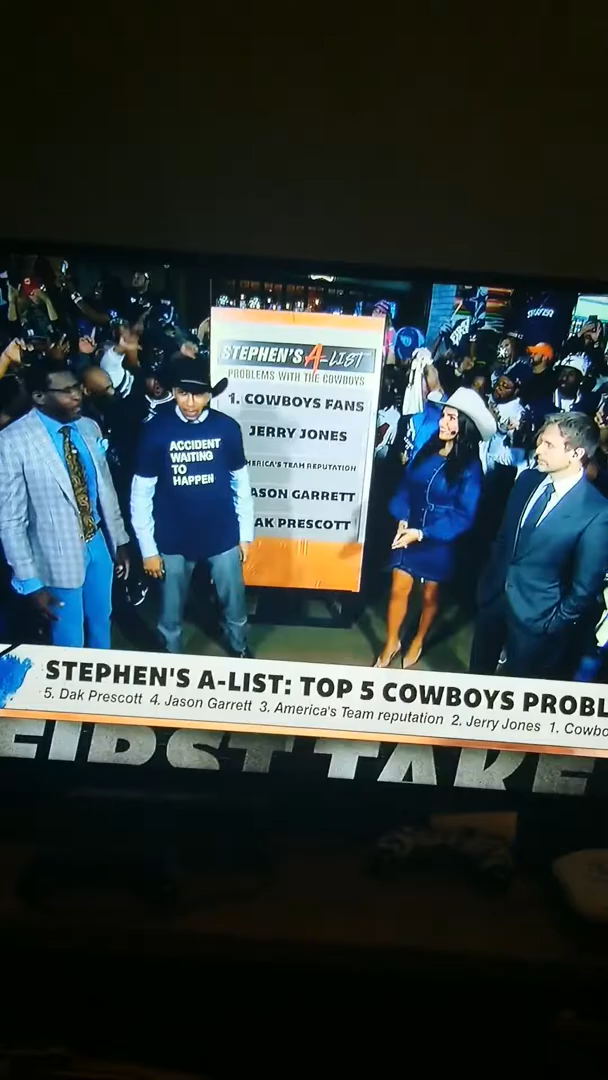 STEPHEN'S A-LIST
PROBLEMS WITH THE COWBOYS
1. COWBOYS FANS
JERRY JONES
MERICA'S TEAM REPUTATION
ASON GARRETT
AK PRESCOTT
ACCIDENT
WAITING
TO
HAPPEN
STEPHEN'S A-LIST: TOP 5 COWBOYS PROBL
5. Dak Prescott 4. Jason Garrett 3. America's Team reputation 2. Jerry Jones 1. Cowbo
FIRST TAKE